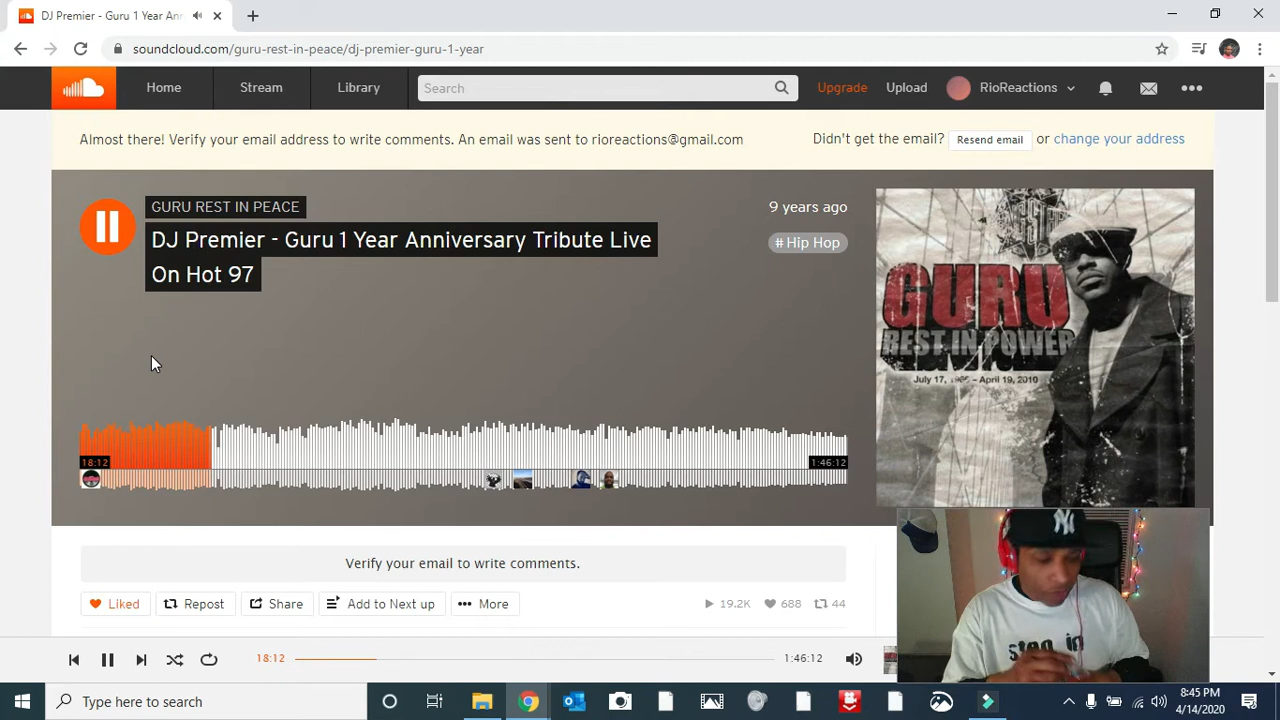 DJ Premier - Guru 1 Year Ann
soundcloud.com/guru-rest-in-peace/dj-premier-guru-1-year
Home
Stream
Library
Search
Upgrade
Upload
RioReactions
Almost there! Verify your email address to write comments. An email was sent to rioreactions@gmail.com
Didn't get the email? Resend email or change your address
GURU REST IN PEACE
9 years ago
DJ Premier - Guru 1 Year Anniversary Tribute Live
On Hot 97
# Hip Hop
GURU
REST IN POWER
July 17, - April 19, 2010
18:12
1:46:12
Verify your email to write comments.
Liked
Repost
Share
Add to Next up
More
19.2K
688
44
NY
stay in
18:12
1:46:12
Type here to search
8:45 PM
4/14/2020